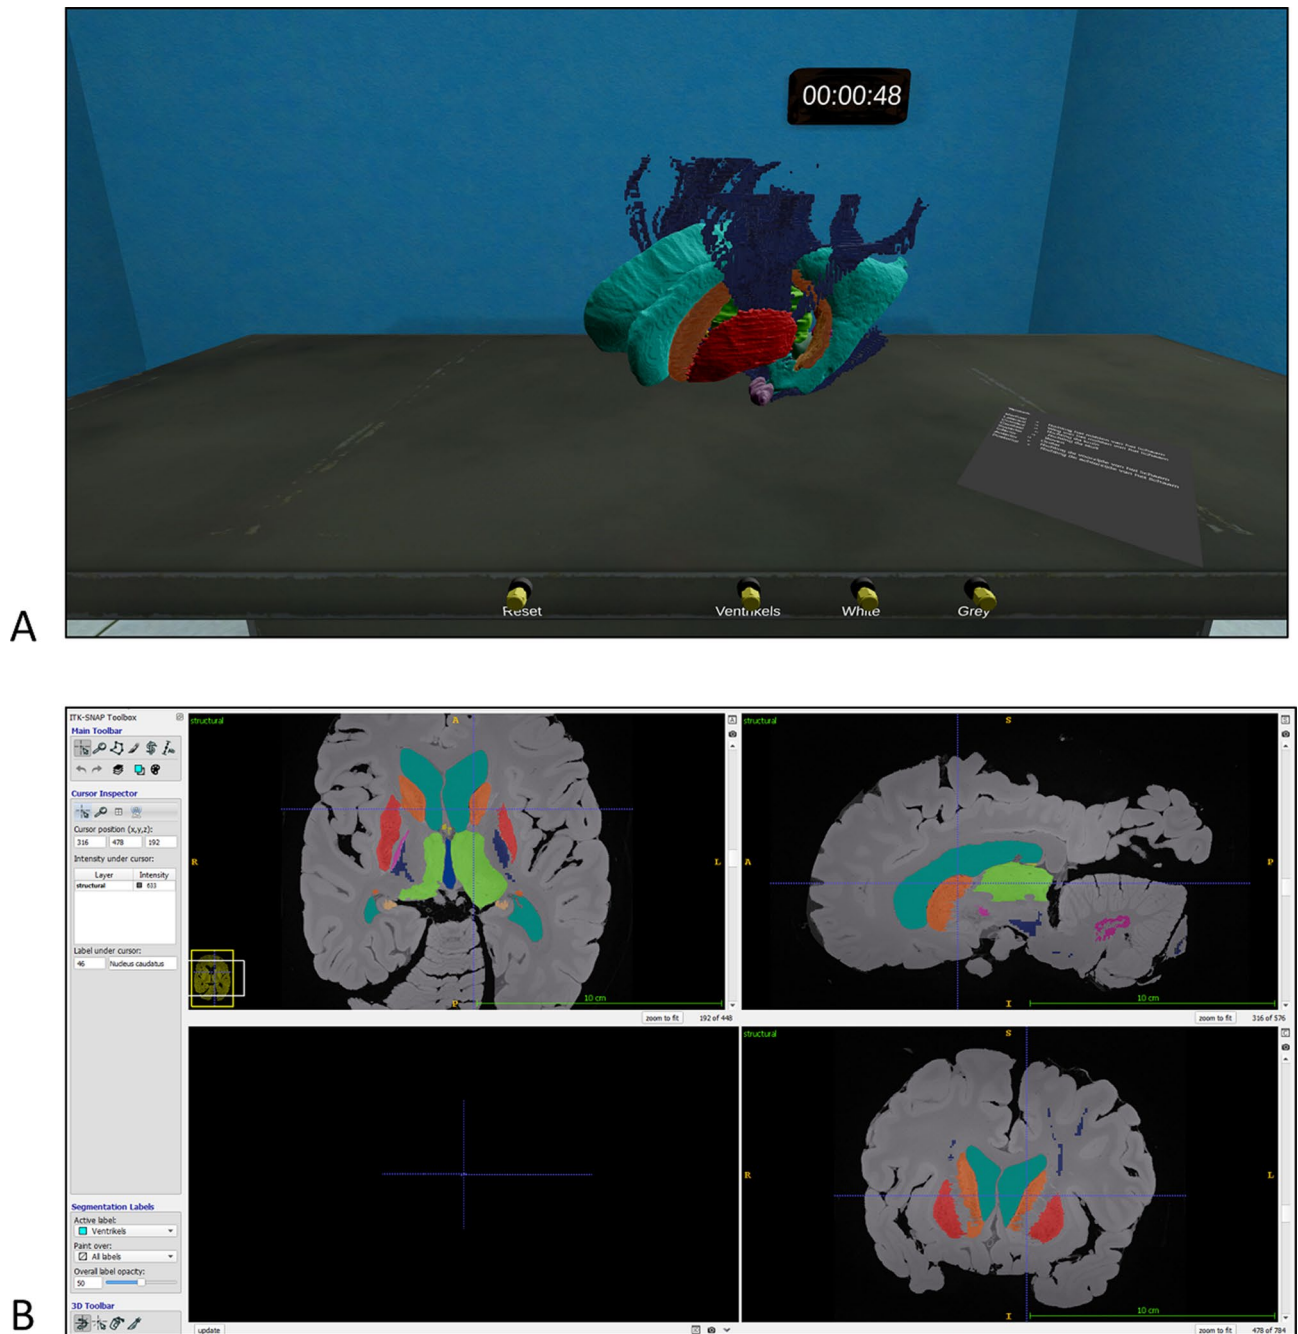 00:00:48
Reset
Ventrikels
White
Grey
A
ITK-SNAP Toolbox
Main Toolbar
Cursor Inspector
Cursor position (x,y,z):
316 478 192
Intensity under cursor:
Layer Intensity
structural 633
Label under cursor:
46 Nucleus caudatus
Segmentation Labels
Active label:
Ventrikels
Paint over:
All labels
Overall label opacity:
50
3D Toolbar
structural
A
R
L
P
10 cm
zoom to fit 192 of 448
A
structural
S
A
P
I
10 cm
zoom to fit 316 of 576
S
update
structural
S
R
L
I
10 cm
zoom to fit 478 of 784
C
B